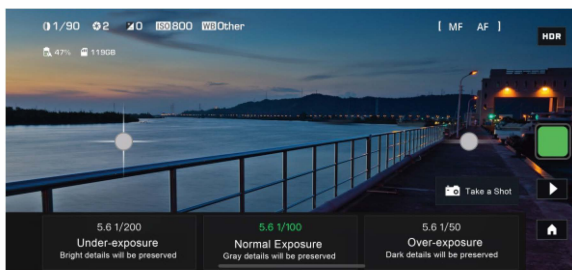 1/90 2 0 ISO 800 WB Other [ MF AF ]
HDR
47% 119GB
Take a Shot
5.6 1/200 5.6 1/100 5.6 1/50
Under-exposure Normal Exposure Over-exposure
Bright details will be preserved Gray details will be preserved Dark details will be preserved